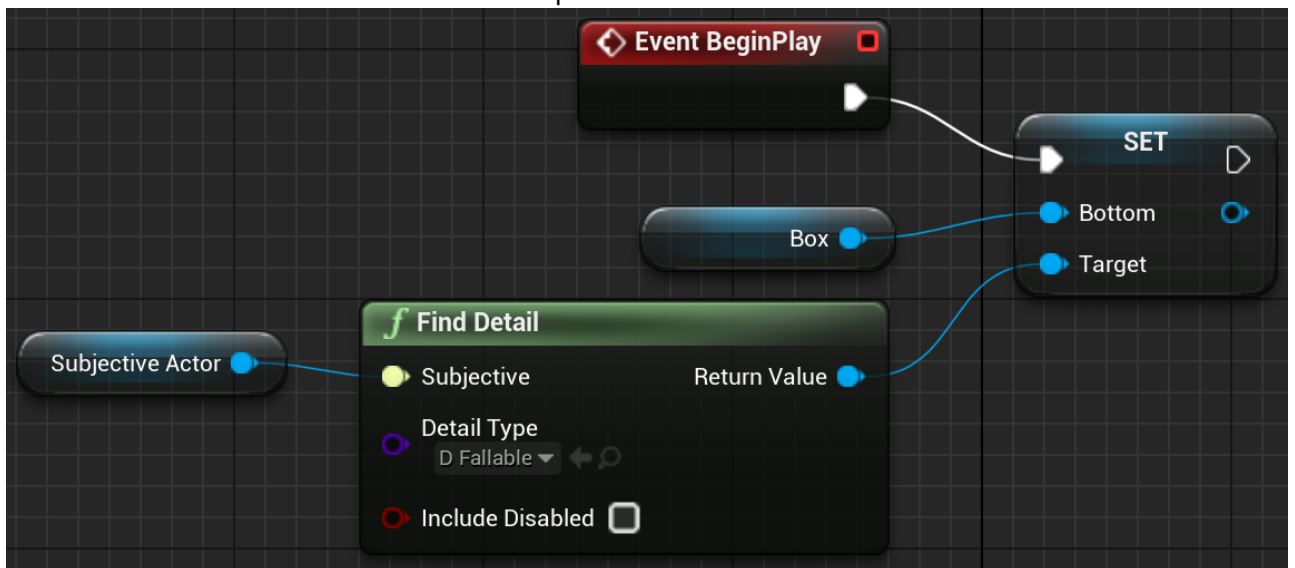 Event BeginPlay
SET
Bottom
Box
Target
f Find Detail
Subjective Actor
Subjective
Return Value
Detail Type
D Fallable
Include Disabled